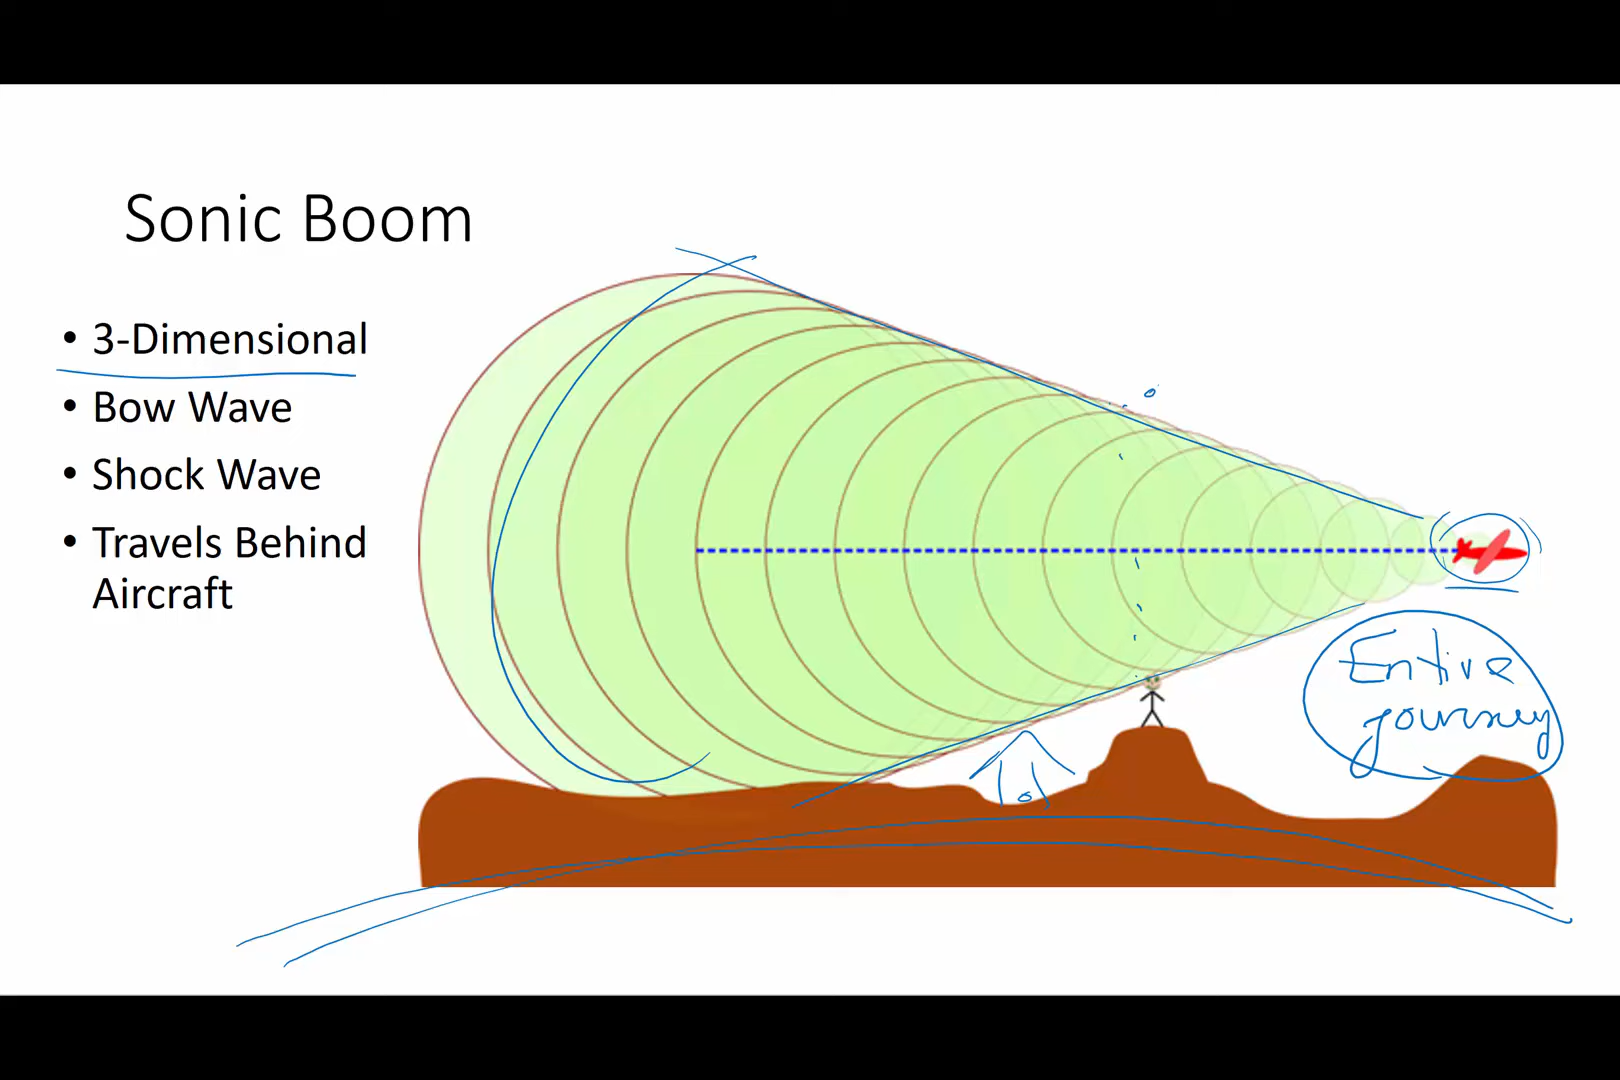 Sonic Boom
• 3-Dimensional
• Bow Wave
• Shock Wave
• Travels Behind
Aircraft
Entire
journey